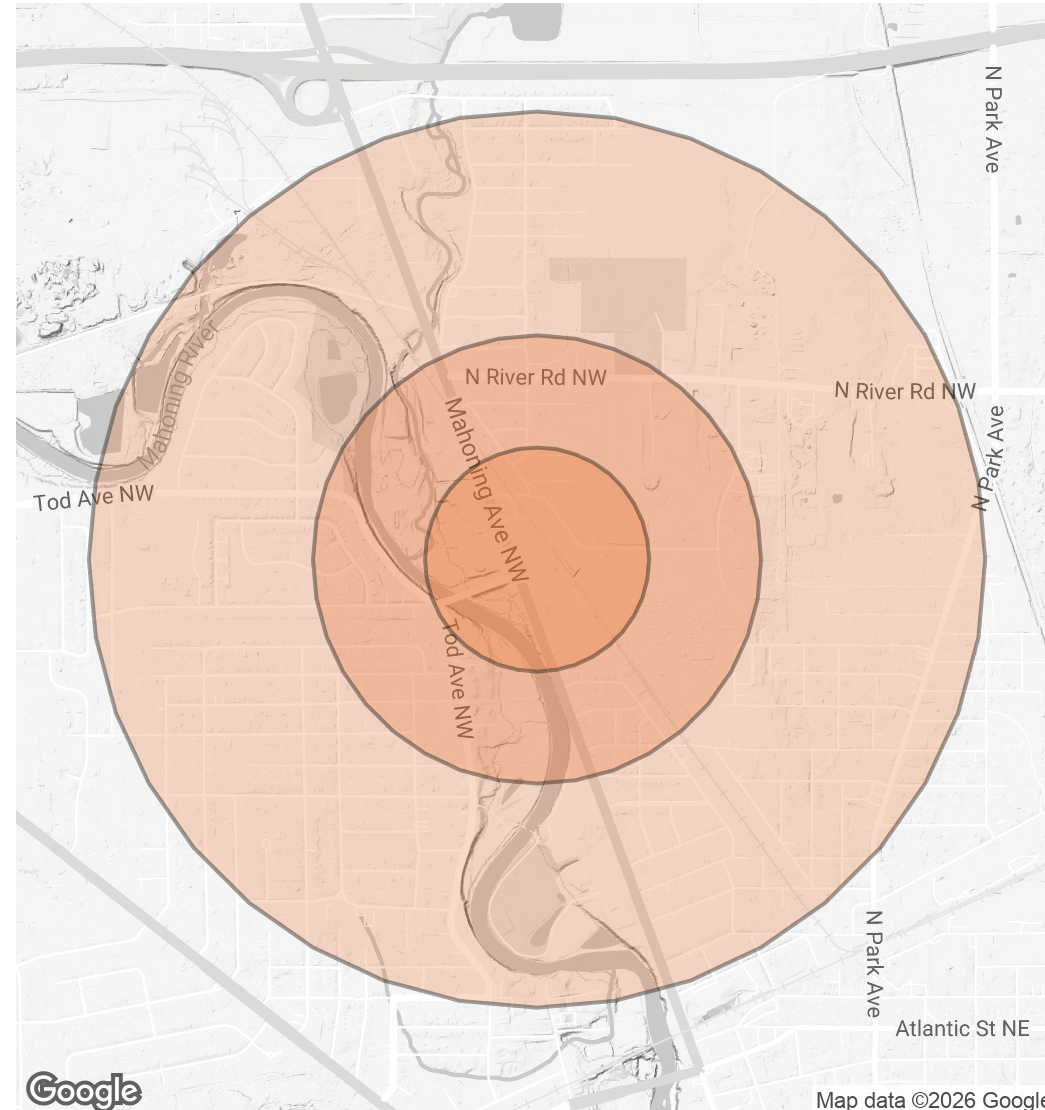 N Park Ave
N River Rd NW
N River Rd NW
Mahoning River
Mahoning Ave NW
N Park Ave
Tod Ave NW
Tod Ave NW
N Park Ave
Atlantic St NE
Google
Map data ©2026 Google